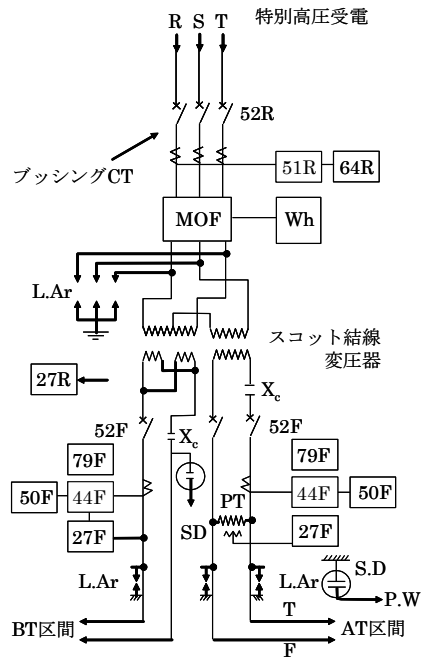 特別高圧受電
R S T
52R
ブッシングCT
51R
64R
MOF
Wh
L.Ar
スコット結線
変圧器
27R
Xc
52F
Xc
52F
79F
79F
50F
44F
44F
50F
PT
27F
SD
27F
L.Ar
L.Ar
S.D
P.W
T
BT区間
AT区間
F